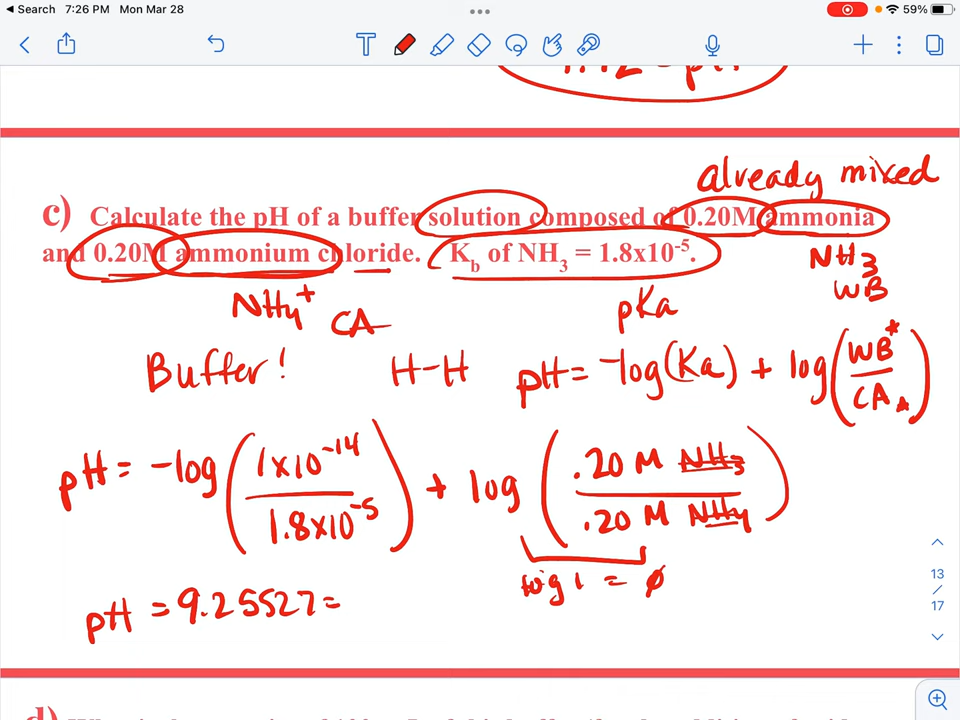 Search 7:26 PM Mon Mar 28 59%
already mixed
c) Calculate the pH of a buffer solution composed of 0.20M ammonia
and 0.20M ammonium chloride. Kb of NH3 = 1.8x10-5.
NH4+ CA pKa NH3
WB
Buffer! H-H pH = -log(Ka) + log(WB*/CA*)
pH = -log(1x10-14/1.8x10-5) + log(.20 M NH3/.20 M NH4)
log 1 = 0
pH = 9.25527=
13
/
17